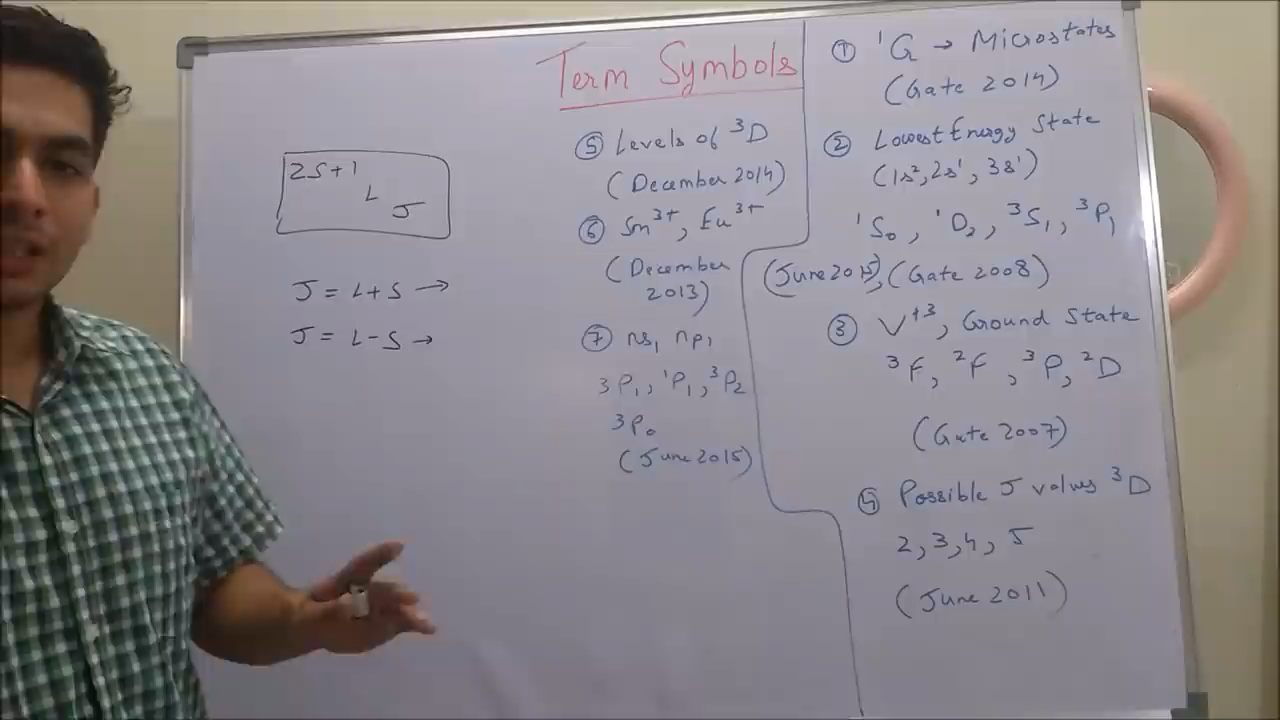 Term Symbols
2S+1
L
J
J = L+S →
J = L-S →
⑤ Levels of ³D
(December 2014)
⑥ Sm³⁺, Eu³⁺
(December
2013)
⑦ ns₁ np₁
³P₁, ¹P₁, ³P₂
³P₀
(June 2015)
① ¹G → Microstates
(Gate 2014)
② Lowest Energy State
(1s², 2s¹, 3s¹)
¹S₀, ¹D₂, ³S₁, ³P₁
(June 2015), (Gate 2008)
③ V⁺³, Ground State
³F, ²F, ³P, ²D
(Gate 2007)
④ Possible J values ³D
2, 3, 4, 5
(June 2011)